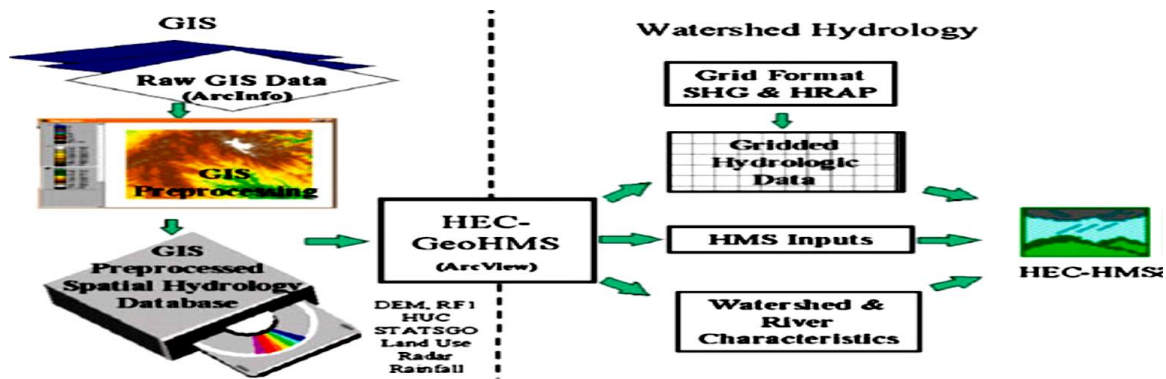 GIS
Raw GIS Data
(ArcInfo)
GIS
Preprocessing
GIS
Preprocessed
Spatial Hydrology
Database
HEC-
GeoHMS
(ArcView)
DEM, RF1
HUC
STATSGO
Land Use
Radar
Rainfall
Watershed Hydrology
Grid Format
SHG & HRAP
Gridded
Hydrologic
Data
HMS Inputs
Watershed &
River
Characteristics
HEC-HMS